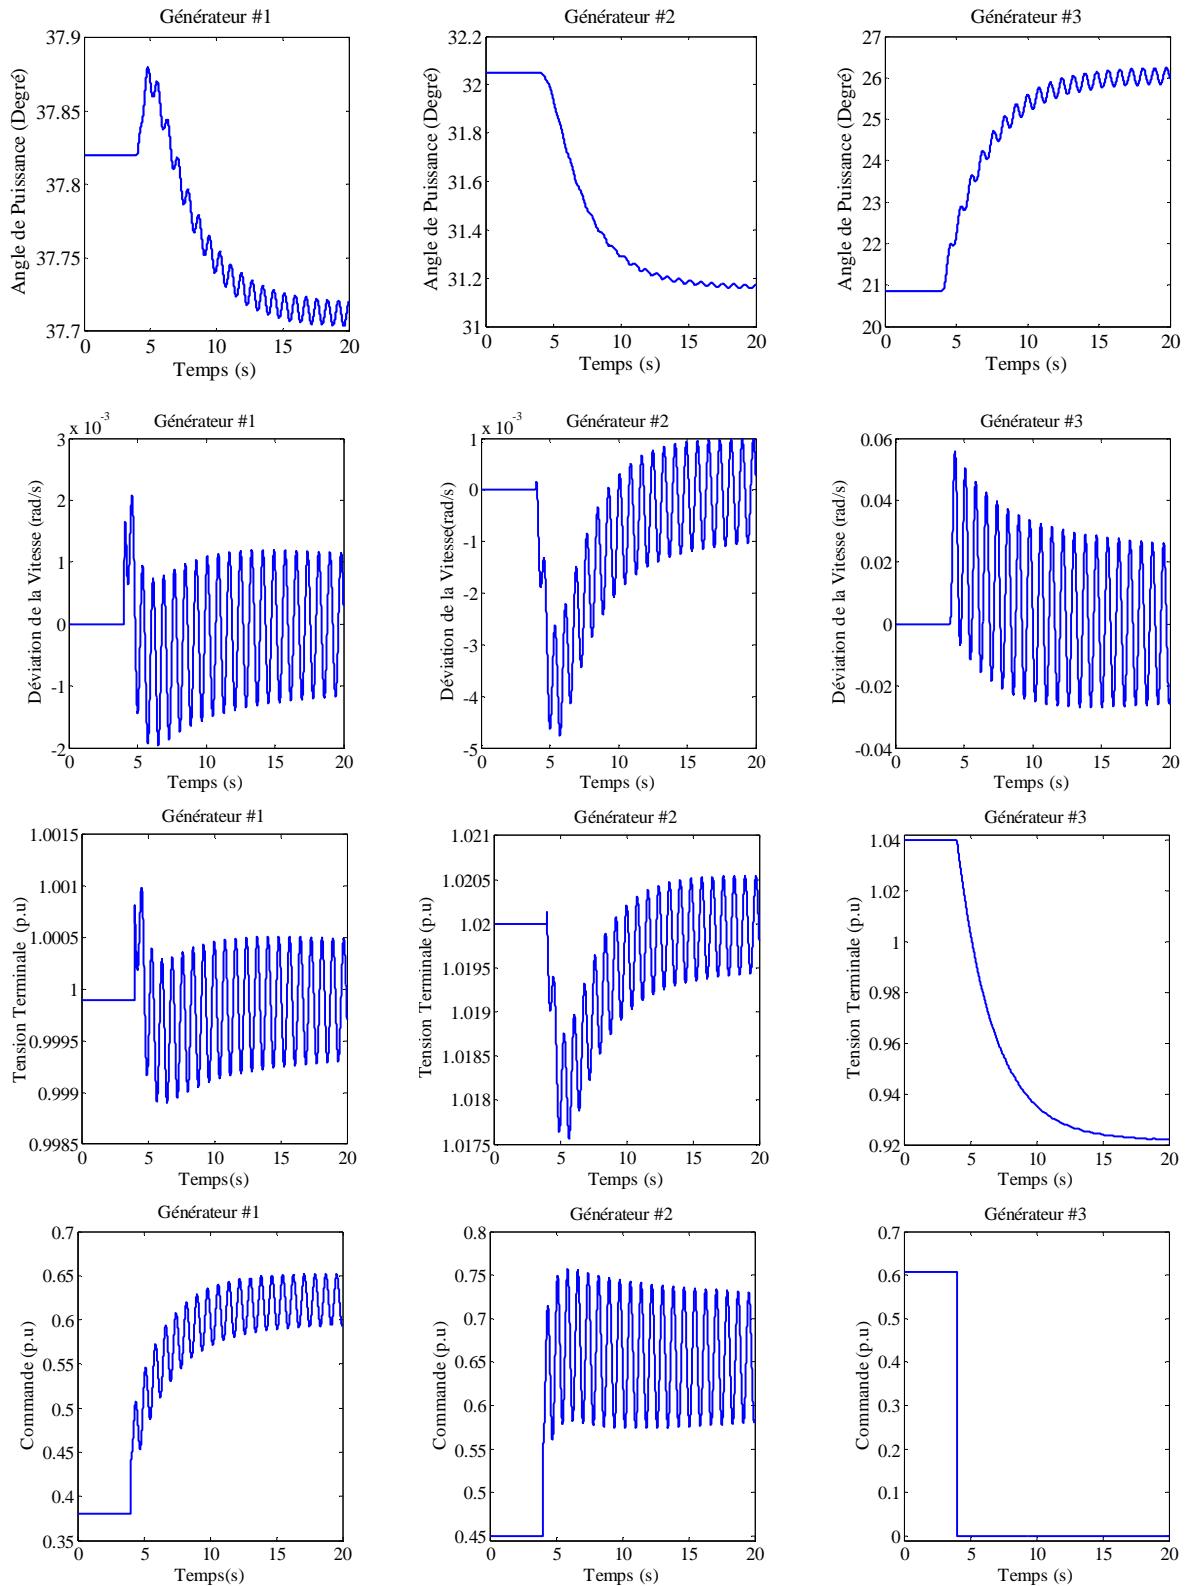 Générateur #1
Angle de Puissance (Degré)
37.9
37.85
37.8
37.75
37.7
0 5 10 15 20
Temps (s)
Générateur #2
Angle de Puissance (Degré)
32.2
32
31.8
31.6
31.4
31.2
31
0 5 10 15 20
Temps (s)
Générateur #3
Angle de Puissance (Degré)
27
26
25
24
23
22
21
20
0 5 10 15 20
Temps (s)
Générateur #1
x 10-3
Déviation de la Vitesse (rad/s)
3
2
1
0
-1
-2
0 5 10 15 20
Temps (s)
Générateur #2
x 10-3
Déviation de la Vitesse(rad/s)
1
0
-1
-2
-3
-4
-5
0 5 10 15 20
Temps (s)
Générateur #3
Déviation de la Vitesse (rad/s)
0.06
0.04
0.02
0
-0.02
-0.04
0 5 10 15 20
Temps (s)
Générateur #1
Tension Terminale (p.u)
1.0015
1.001
1.0005
1
0.9995
0.999
0.9985
0 5 10 15 20
Temps(s)
Générateur #2
Tension Terminale (p.u)
1.021
1.0205
1.02
1.0195
1.019
1.0185
1.018
1.0175
0 5 10 15 20
Temps (s)
Générateur #3
Tension Terminale (p.u)
1.04
1.02
1
0.98
0.96
0.94
0.92
0 5 10 15 20
Temps (s)
Générateur #1
Commande (p.u)
0.7
0.65
0.6
0.55
0.5
0.45
0.4
0.35
0 5 10 15 20
Temps(s)
Générateur #2
Commande (p.u)
0.8
0.75
0.7
0.65
0.6
0.55
0.5
0.45
0 5 10 15 20
Temps (s)
Générateur #3
Commande (p.u)
0.7
0.6
0.5
0.4
0.3
0.2
0.1
0
0 5 10 15 20
Temps (s)